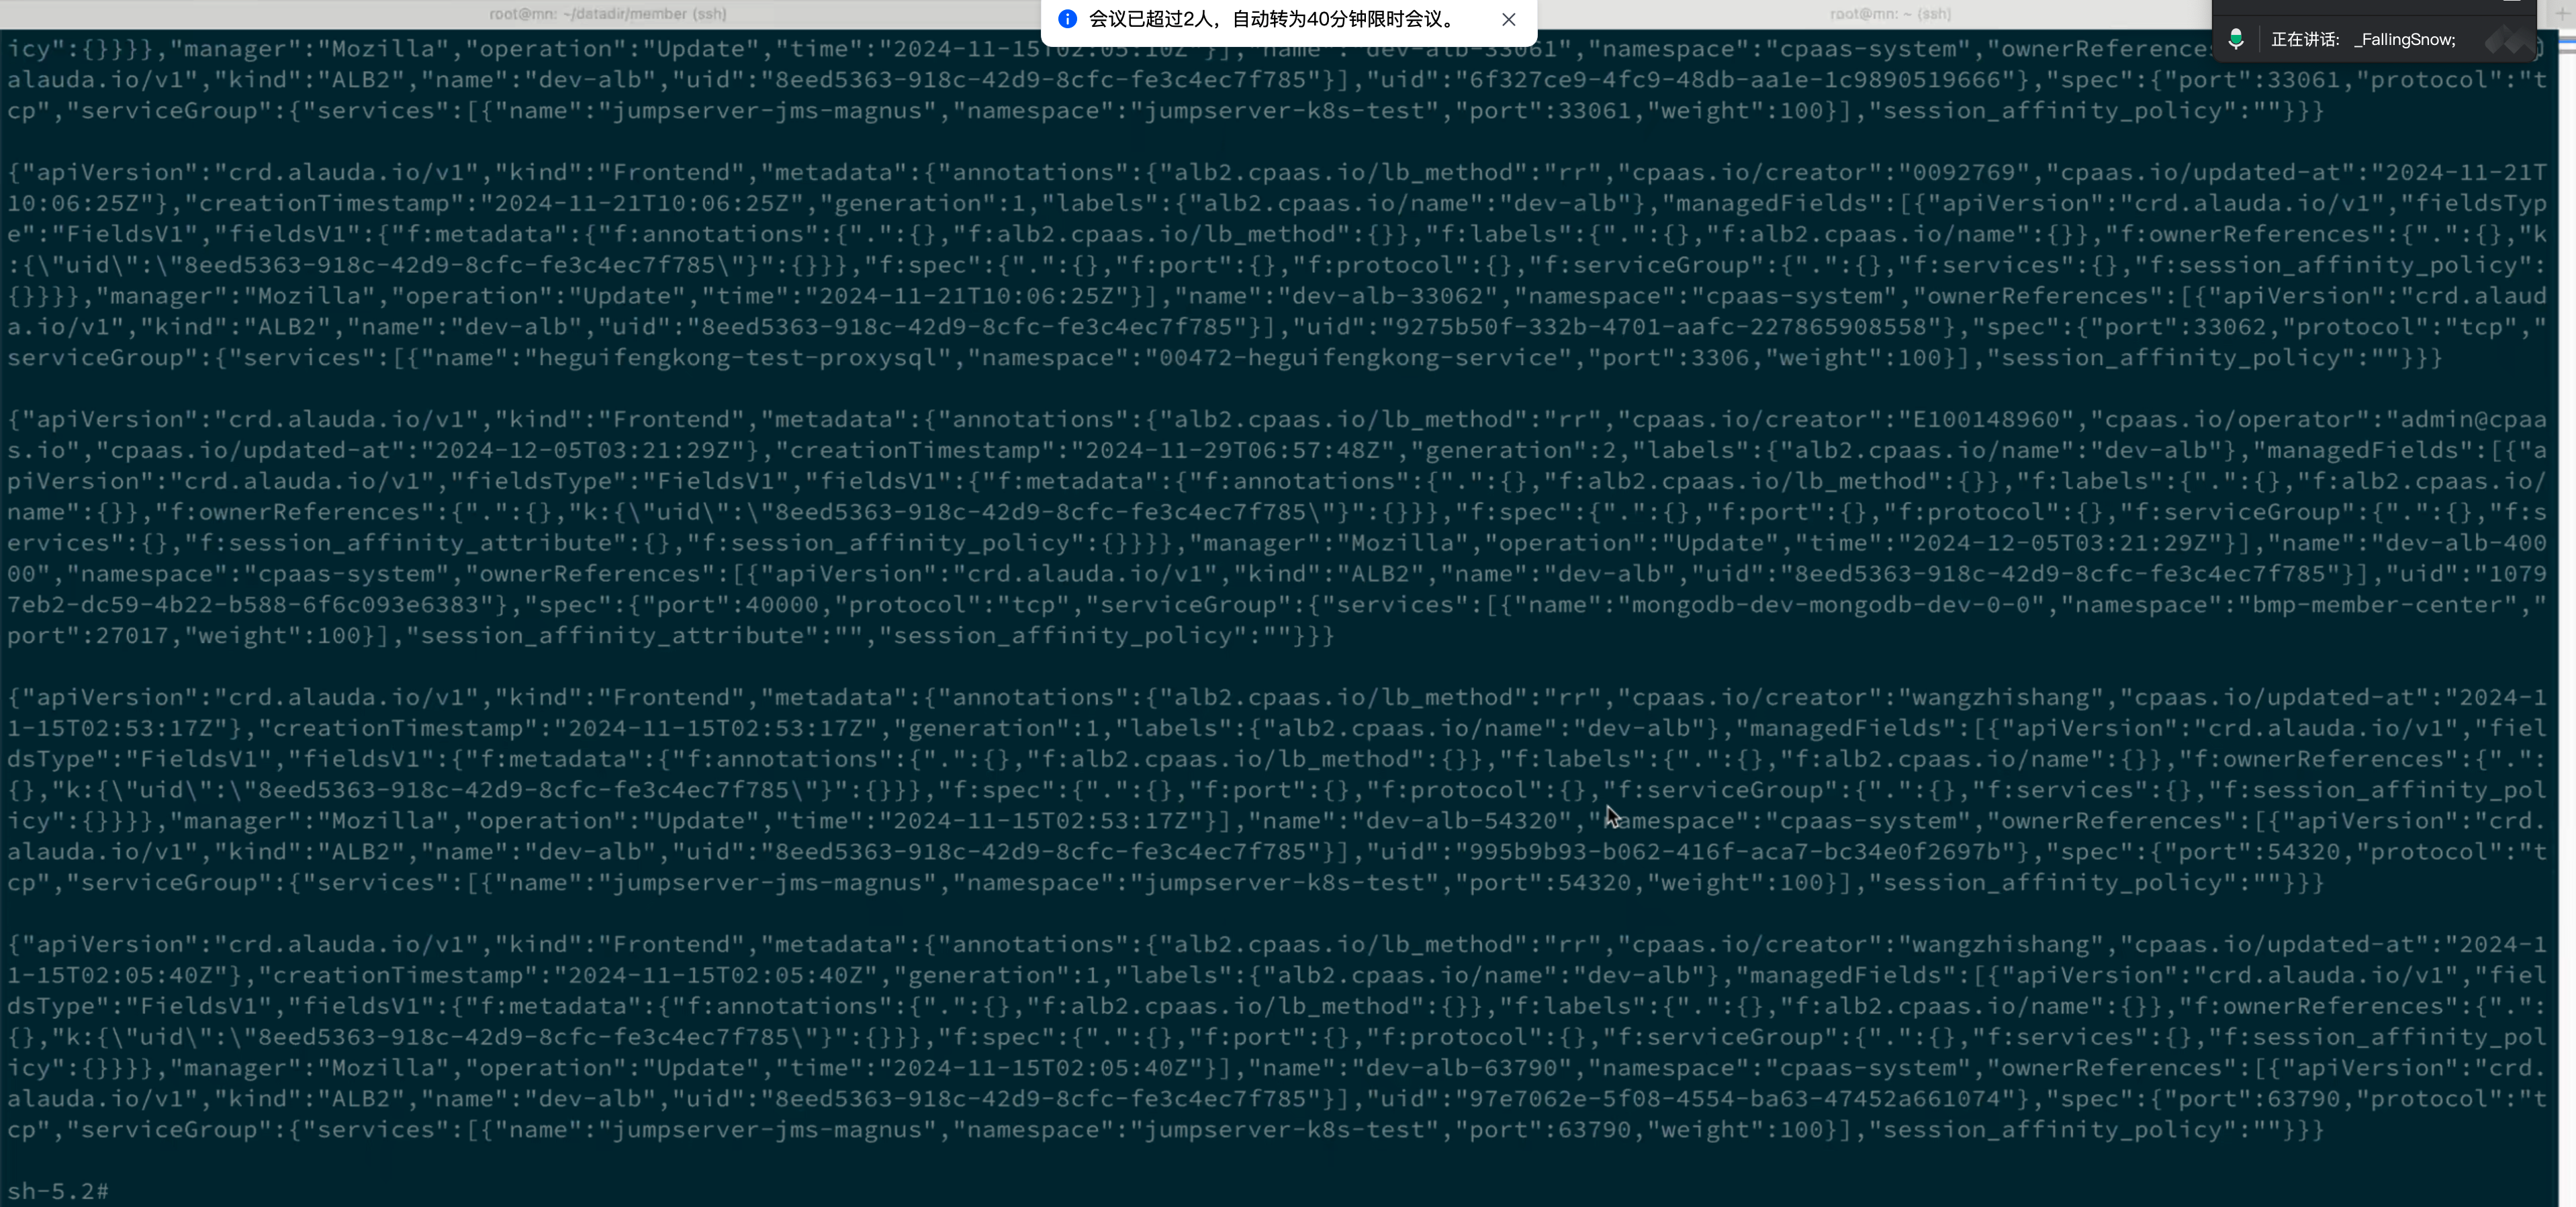 root@mn: ~/datadir/member (ssh)
root@mn: ~ (ssh)
会议已超过2人，自动转为40分钟限时会议。
正在讲话: _FallingSnow;
icy":{}}}},"manager":"Mozilla","operation":"Update","time":"2024-11-15T02:05:10Z"}],"name":"dev-alb-33061","namespace":"cpaas-system","ownerReferences
alauda.io/v1","kind":"ALB2","name":"dev-alb","uid":"8eed5363-918c-42d9-8cfc-fe3c4ec7f785"}],"uid":"6f327ce9-4fc9-48db-aa1e-1c9890519666"},"spec":{"port":33061,"protocol":"t
cp","serviceGroup":{"services":[{"name":"jumpserver-jms-magnus","namespace":"jumpserver-k8s-test","port":33061,"weight":100}],"session_affinity_policy":""}}}
{"apiVersion":"crd.alauda.io/v1","kind":"Frontend","metadata":{"annotations":{"alb2.cpaas.io/lb_method":"rr","cpaas.io/creator":"0092769","cpaas.io/updated-at":"2024-11-21T
10:06:25Z"},"creationTimestamp":"2024-11-21T10:06:25Z","generation":1,"labels":{"alb2.cpaas.io/name":"dev-alb"},"managedFields":[{"apiVersion":"crd.alauda.io/v1","fieldsTyp
e":"FieldsV1","fieldsV1":{"f:metadata":{"f:annotations":{".":{},"f:alb2.cpaas.io/lb_method":{}},"f:labels":{".":{},"f:alb2.cpaas.io/name":{}},"f:ownerReferences":{".":{},"k
:{\"uid\":\"8eed5363-918c-42d9-8cfc-fe3c4ec7f785\"}":{}}},"f:spec":{".":{},"f:port":{},"f:protocol":{},"f:serviceGroup":{".":{},"f:services":{},"f:session_affinity_policy":
{}}}},"manager":"Mozilla","operation":"Update","time":"2024-11-21T10:06:25Z"}],"name":"dev-alb-33062","namespace":"cpaas-system","ownerReferences":[{"apiVersion":"crd.alaud
a.io/v1","kind":"ALB2","name":"dev-alb","uid":"8eed5363-918c-42d9-8cfc-fe3c4ec7f785"}],"uid":"9275b50f-332b-4701-aafc-227865908558"},"spec":{"port":33062,"protocol":"tcp","
serviceGroup":{"services":[{"name":"heguifengkong-test-proxysql","namespace":"00472-heguifengkong-service","port":3306,"weight":100}],"session_affinity_policy":""}}}
{"apiVersion":"crd.alauda.io/v1","kind":"Frontend","metadata":{"annotations":{"alb2.cpaas.io/lb_method":"rr","cpaas.io/creator":"E100148960","cpaas.io/operator":"admin@cpaa
s.io","cpaas.io/updated-at":"2024-12-05T03:21:29Z"},"creationTimestamp":"2024-11-29T06:57:48Z","generation":2,"labels":{"alb2.cpaas.io/name":"dev-alb"},"managedFields":[{"a
piVersion":"crd.alauda.io/v1","fieldsType":"FieldsV1","fieldsV1":{"f:metadata":{"f:annotations":{".":{},"f:alb2.cpaas.io/lb_method":{}},"f:labels":{".":{},"f:alb2.cpaas.io/
name":{}},"f:ownerReferences":{".":{},"k:{\"uid\":\"8eed5363-918c-42d9-8cfc-fe3c4ec7f785\"}":{}}},"f:spec":{".":{},"f:port":{},"f:protocol":{},"f:serviceGroup":{".":{},"f:s
ervices":{},"f:session_affinity_attribute":{},"f:session_affinity_policy":{}}}},"manager":"Mozilla","operation":"Update","time":"2024-12-05T03:21:29Z"}],"name":"dev-alb-400
00","namespace":"cpaas-system","ownerReferences":[{"apiVersion":"crd.alauda.io/v1","kind":"ALB2","name":"dev-alb","uid":"8eed5363-918c-42d9-8cfc-fe3c4ec7f785"}],"uid":"1079
7eb2-dc59-4b22-b588-6f6c093e6383"},"spec":{"port":40000,"protocol":"tcp","serviceGroup":{"services":[{"name":"mongodb-dev-mongodb-dev-0-0","namespace":"bmp-member-center","
port":27017,"weight":100}],"session_affinity_attribute":"","session_affinity_policy":""}}}
{"apiVersion":"crd.alauda.io/v1","kind":"Frontend","metadata":{"annotations":{"alb2.cpaas.io/lb_method":"rr","cpaas.io/creator":"wangzhishang","cpaas.io/updated-at":"2024-1
1-15T02:53:17Z"},"creationTimestamp":"2024-11-15T02:53:17Z","generation":1,"labels":{"alb2.cpaas.io/name":"dev-alb"},"managedFields":[{"apiVersion":"crd.alauda.io/v1","fiel
dsType":"FieldsV1","fieldsV1":{"f:metadata":{"f:annotations":{".":{},"f:alb2.cpaas.io/lb_method":{}},"f:labels":{".":{},"f:alb2.cpaas.io/name":{}},"f:ownerReferences":{".":
{},"k:{\"uid\":\"8eed5363-918c-42d9-8cfc-fe3c4ec7f785\"}":{}}},"f:spec":{".":{},"f:port":{},"f:protocol":{},"f:serviceGroup":{".":{},"f:services":{},"f:session_affinity_pol
icy":{}}}},"manager":"Mozilla","operation":"Update","time":"2024-11-15T02:53:17Z"}],"name":"dev-alb-54320","namespace":"cpaas-system","ownerReferences":[{"apiVersion":"crd.
alauda.io/v1","kind":"ALB2","name":"dev-alb","uid":"8eed5363-918c-42d9-8cfc-fe3c4ec7f785"}],"uid":"995b9b93-b062-416f-aca7-bc34e0f2697b"},"spec":{"port":54320,"protocol":"t
cp","serviceGroup":{"services":[{"name":"jumpserver-jms-magnus","namespace":"jumpserver-k8s-test","port":54320,"weight":100}],"session_affinity_policy":""}}}
{"apiVersion":"crd.alauda.io/v1","kind":"Frontend","metadata":{"annotations":{"alb2.cpaas.io/lb_method":"rr","cpaas.io/creator":"wangzhishang","cpaas.io/updated-at":"2024-1
1-15T02:05:40Z"},"creationTimestamp":"2024-11-15T02:05:40Z","generation":1,"labels":{"alb2.cpaas.io/name":"dev-alb"},"managedFields":[{"apiVersion":"crd.alauda.io/v1","fiel
dsType":"FieldsV1","fieldsV1":{"f:metadata":{"f:annotations":{".":{},"f:alb2.cpaas.io/lb_method":{}},"f:labels":{".":{},"f:alb2.cpaas.io/name":{}},"f:ownerReferences":{".":
{},"k:{\"uid\":\"8eed5363-918c-42d9-8cfc-fe3c4ec7f785\"}":{}}},"f:spec":{".":{},"f:port":{},"f:protocol":{},"f:serviceGroup":{".":{},"f:services":{},"f:session_affinity_pol
icy":{}}}},"manager":"Mozilla","operation":"Update","time":"2024-11-15T02:05:40Z"}],"name":"dev-alb-63790","namespace":"cpaas-system","ownerReferences":[{"apiVersion":"crd.
alauda.io/v1","kind":"ALB2","name":"dev-alb","uid":"8eed5363-918c-42d9-8cfc-fe3c4ec7f785"}],"uid":"97e7062e-5f08-4554-ba63-47452a661074"},"spec":{"port":63790,"protocol":"t
cp","serviceGroup":{"services":[{"name":"jumpserver-jms-magnus","namespace":"jumpserver-k8s-test","port":63790,"weight":100}],"session_affinity_policy":""}}}
sh-5.2#